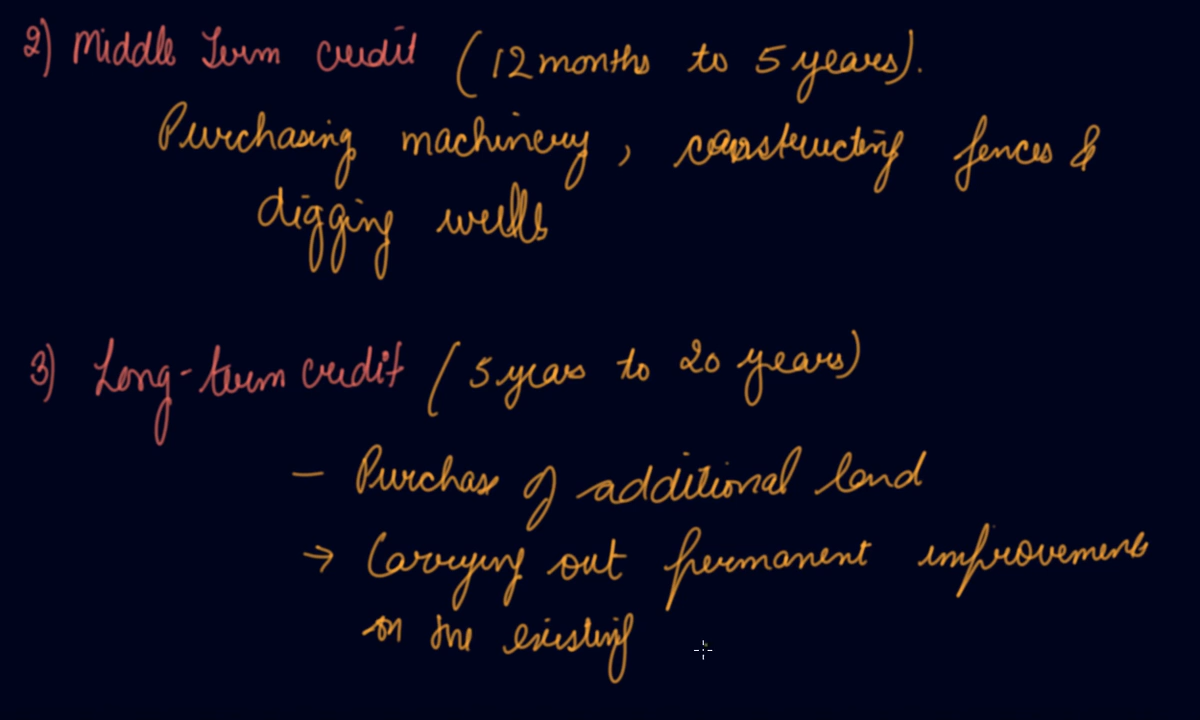 2) Middle Term credit (12 months to 5 years).
Purchasing machinery, constructing fences &
digging wells
3) Long-term credit (5 years to 20 years)
- Purchase of additional land
→ Carrying out permanent improvements
on the existing